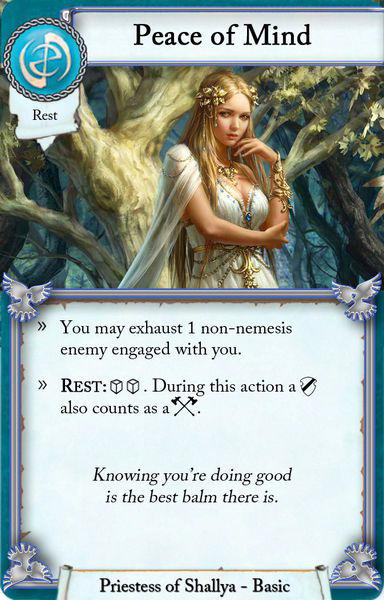 Peace of Mind
Rest
» You may exhaust 1 non-nemesis
enemy engaged with you.
» REST: . During this action a
also counts as a .
Knowing you're doing good
is the best balm there is.
Priestess of Shallya - Basic